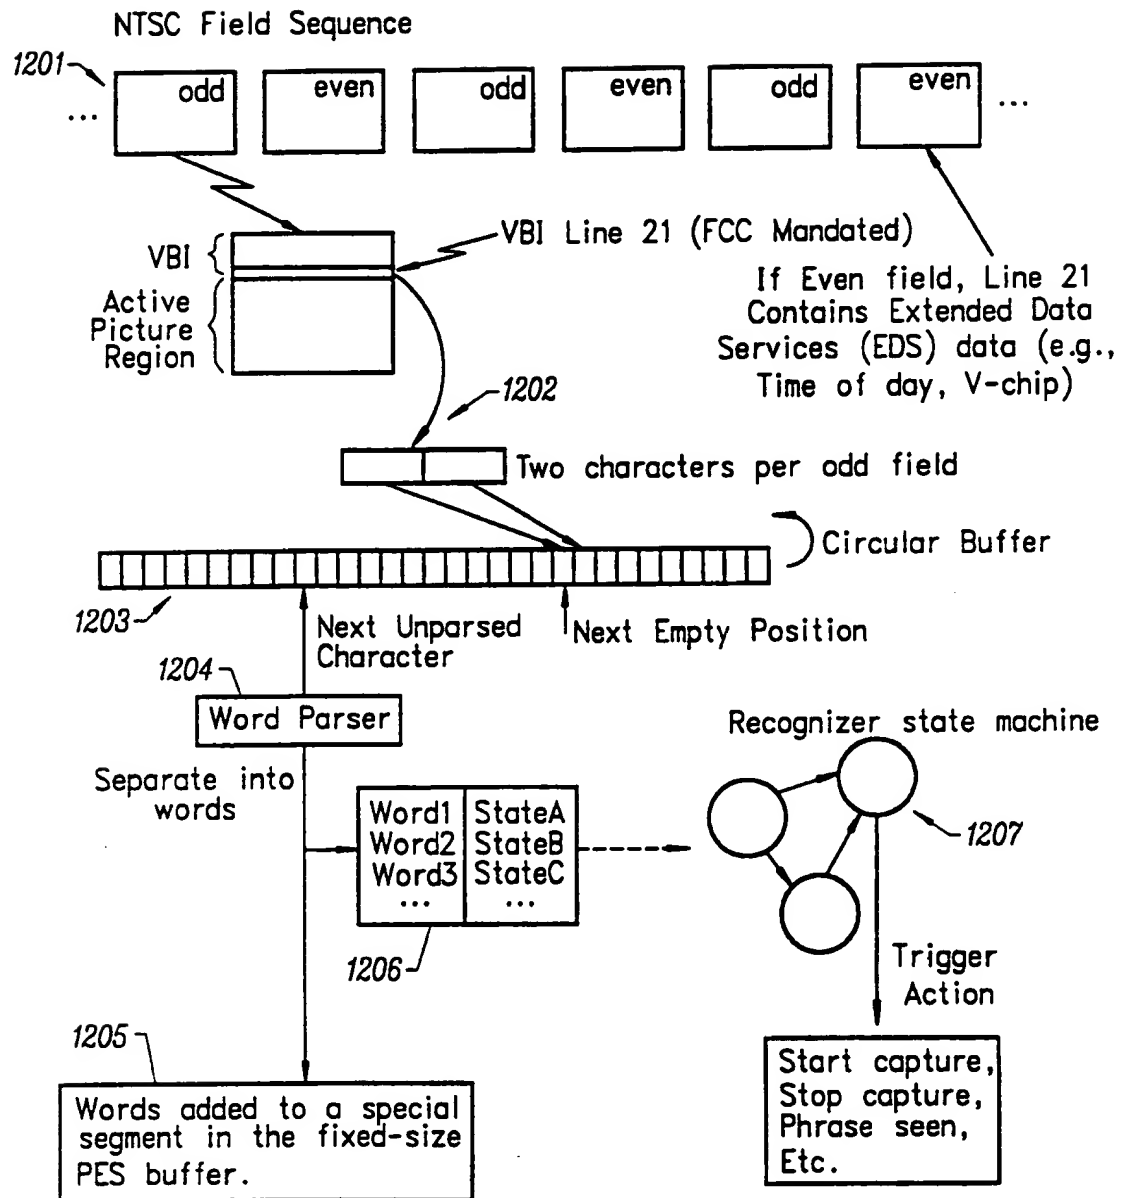 NTSC Field Sequence
1201
... odd even odd even odd even ...
VBI
VBI Line 21 (FCC Mandated)
Active
Picture
Region
If Even field, Line 21
Contains Extended Data
Services (EDS) data (e.g.,
Time of day, V-chip)
1202
Two characters per odd field
Circular Buffer
1203
Next Unparsed
Character
Next Empty Position
1204
Word Parser
Separate into
words
Word1 StateA
Word2 StateB
Word3 StateC
... ...
1206
Recognizer state machine
1207
Trigger
Action
1205
Words added to a special
segment in the fixed-size
PES buffer.
Start capture,
Stop capture,
Phrase seen,
Etc.